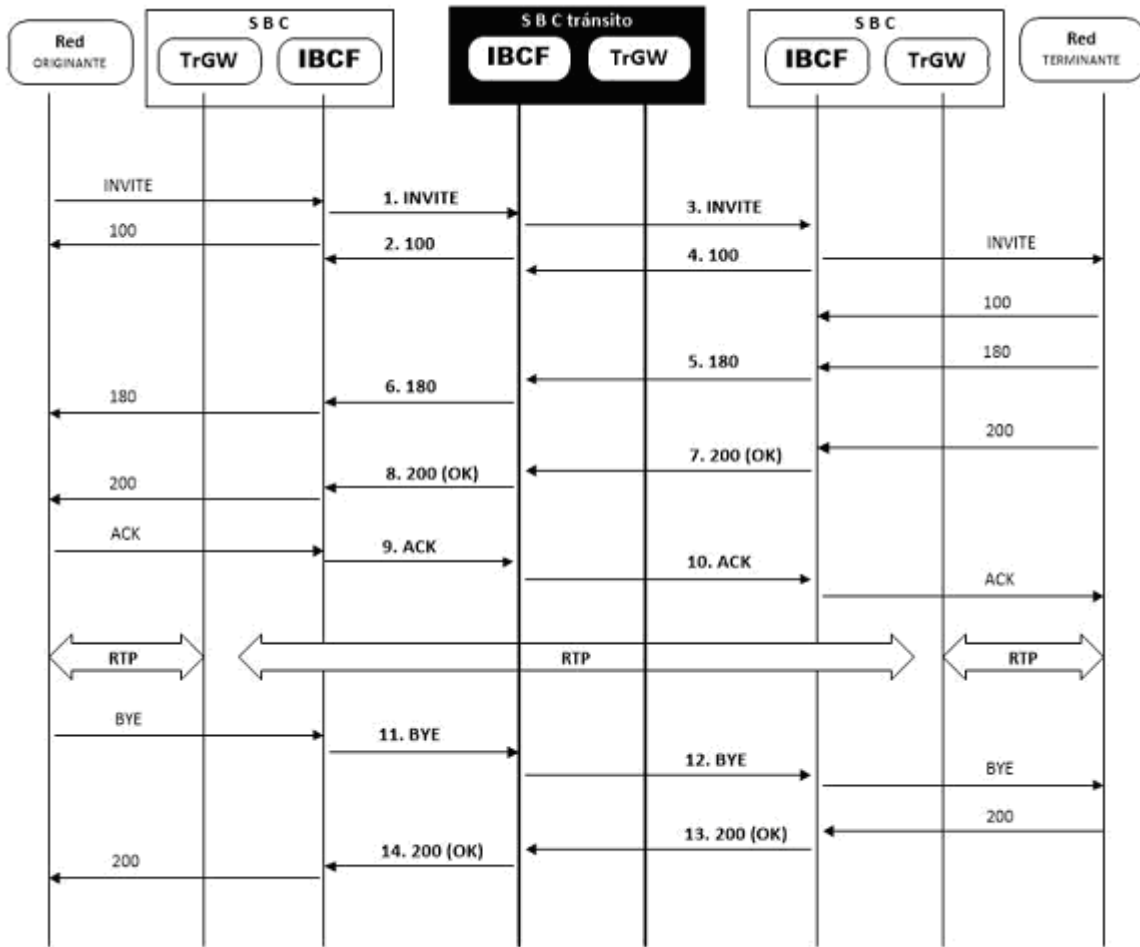 S B C
S B C tránsito
S B C
Red
ORIGINANTE
TrGW
IBCF
IBCF
TrGW
IBCF
TrGW
Red
TERMINANTE
INVITE
1. INVITE
3. INVITE
100
2. 100
4. 100
INVITE
100
180
5. 180
6. 180
180
200
7. 200 (OK)
8. 200 (OK)
200
ACK
9. ACK
10. ACK
ACK
RTP
RTP
RTP
BYE
11. BYE
12. BYE
BYE
200
13. 200 (OK)
14. 200 (OK)
200